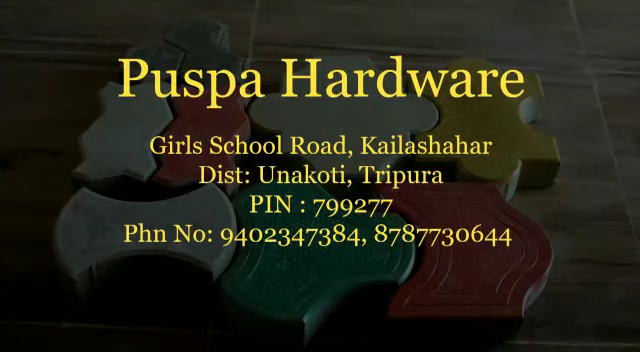 Puspa Hardware
Girls School Road, Kailashahar
Dist: Unakoti, Tripura
PIN : 799277
Phn No: 9402347384, 8787730644